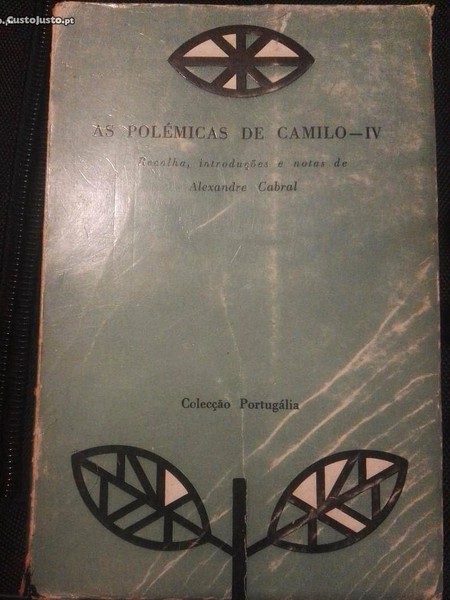 CustoJusto.pt
AS POLÉMICAS DE CAMILO—IV
Recolha, introduções e notas de
Alexandre Cabral
Colecção Portugália